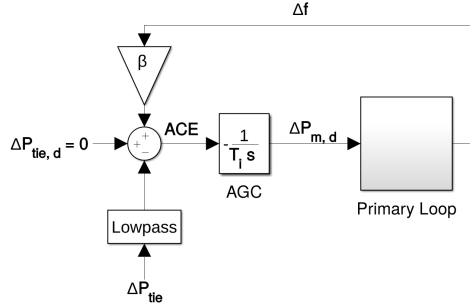 Δf
β
ΔP_tie, d = 0
+
+
−
ACE
-
1
T_i s
AGC
ΔP_m, d
Primary Loop
Lowpass
ΔP_tie